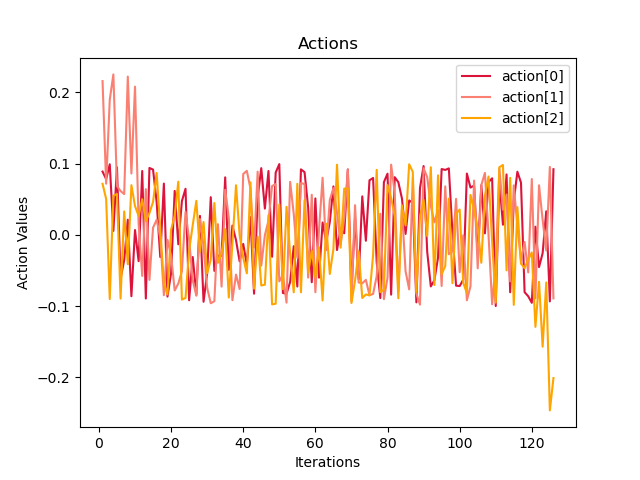 Actions
action[0]
action[1]
action[2]
Action Values
0.2
0.1
0.0
−0.1
−0.2
0 20 40 60 80 100 120
Iterations